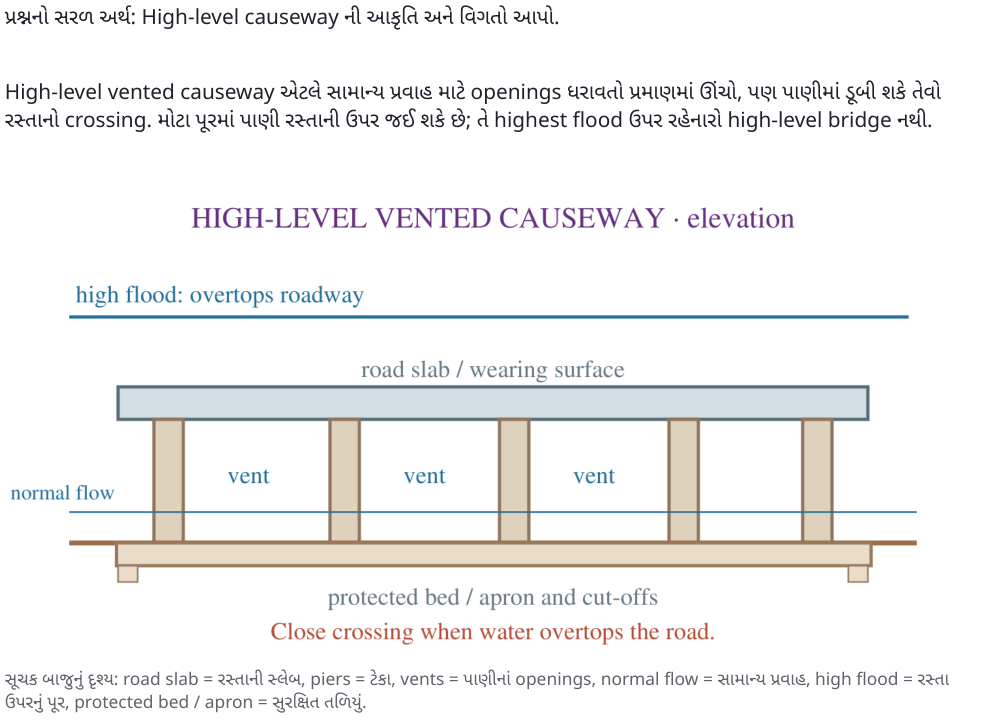 પ્રશ્નનો સરળ અર્થ: High-level causeway ની આકૃતિ અને વિગતો આપો.
High-level vented causeway એટલે સામાન્ય પ્રવાહ માટે openings ધરાવતો પ્રમાણમાં ઊંચો, પણ પાણીમાં ડૂબી શકે તેવો
રસ્તાનો crossing. મોટા પૂરમાં પાણી રસ્તાની ઉપર જઈ શકે છે; તે highest flood ઉપર રહેનારો high-level bridge નથી.
HIGH-LEVEL VENTED CAUSEWAY · elevation
high flood: overtops roadway
road slab / wearing surface
vent vent vent
normal flow
protected bed / apron and cut-offs
Close crossing when water overtops the road.
સૂચક બાજુનું દૃશ્ય: road slab = રસ્તાની સ્લેબ, piers = ટેકા, vents = પાણીનાં openings, normal flow = સામાન્ય પ્રવાહ, high flood = રસ્તા
ઉપરનું પૂર, protected bed / apron = સુરક્ષિત તળિયું.